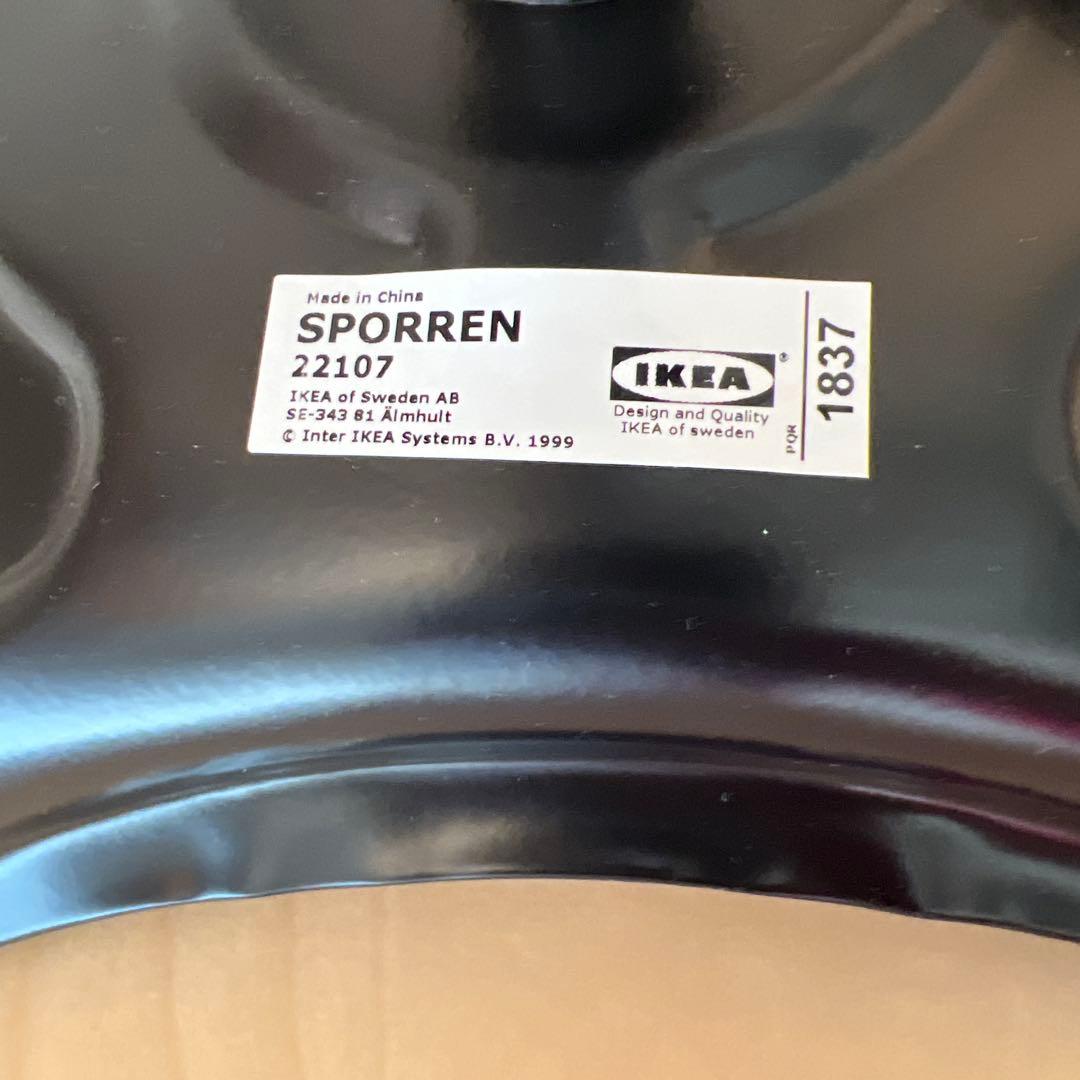 Made in China
SPORREN
22107
IKEA of Sweden AB
SE-343 81 Älmhult
© Inter IKEA Systems B.V. 1999
IKEA®
Design and Quality
IKEA of sweden
PQR
1837